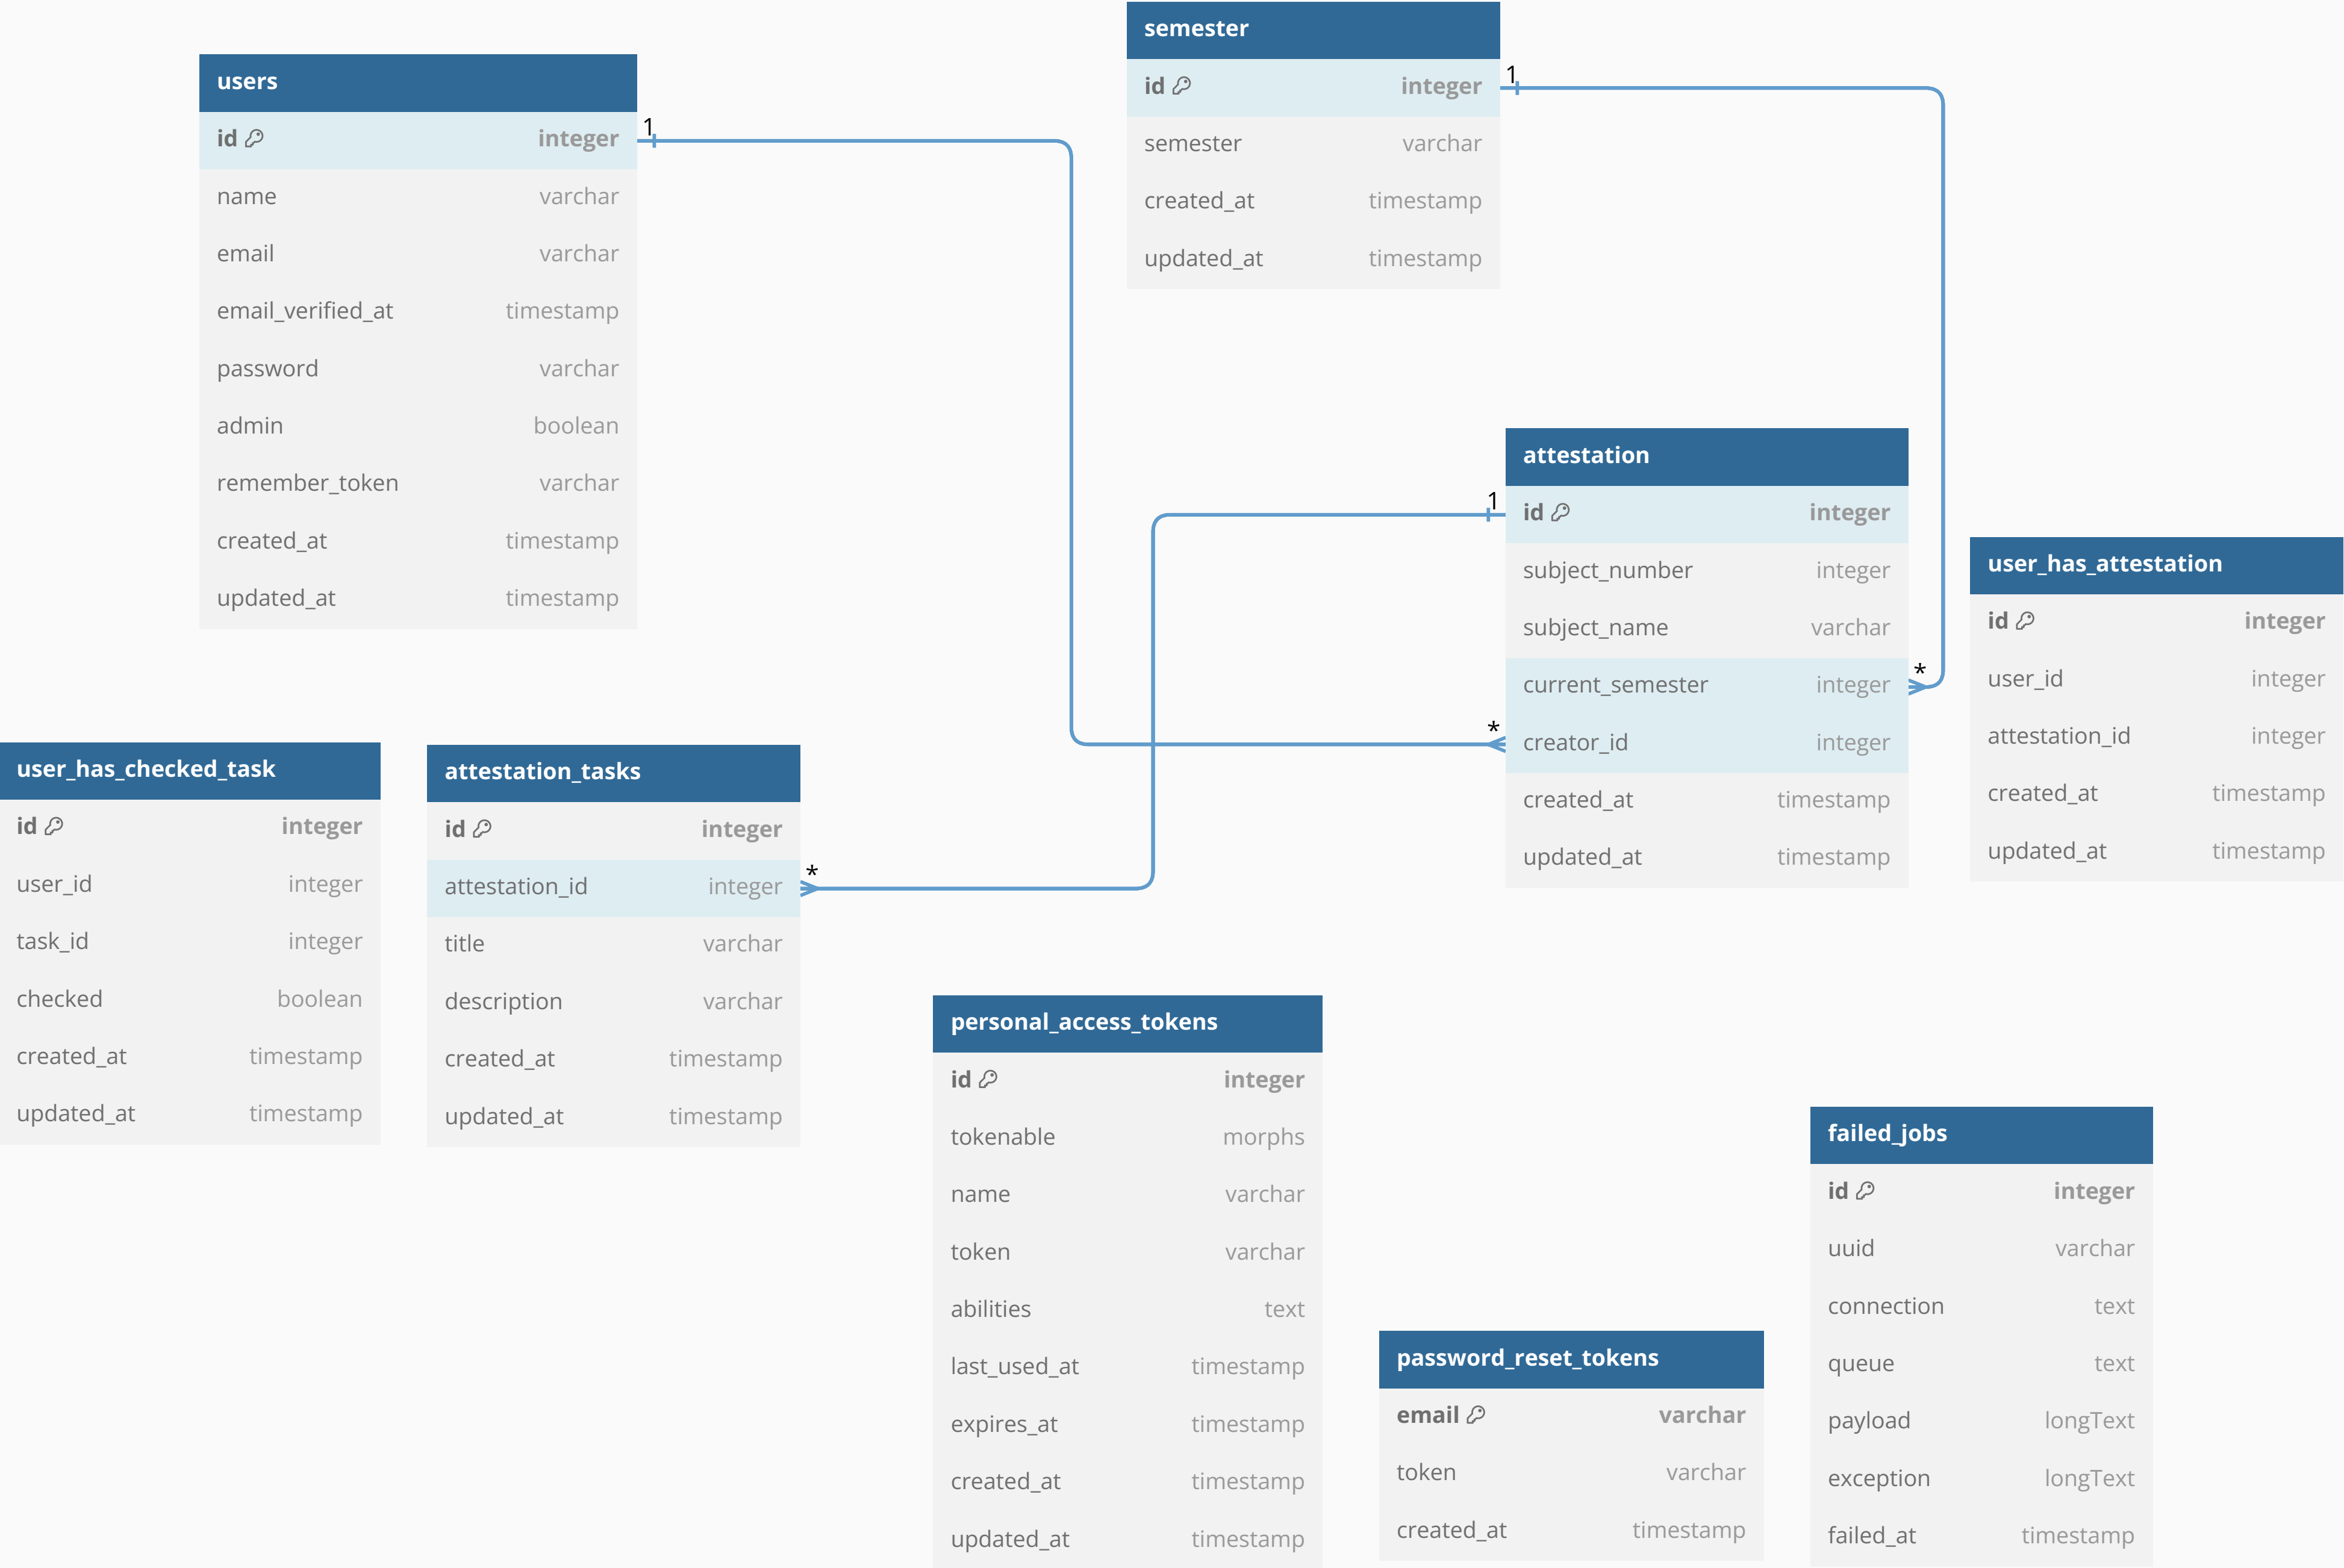 users
id integer
name varchar
email varchar
email_verified_at timestamp
password varchar
admin boolean
remember_token varchar
created_at timestamp
updated_at timestamp
1
semester
id integer
semester varchar
created_at timestamp
updated_at timestamp
1
attestation
1
id integer
subject_number integer
subject_name varchar
current_semester integer
*
creator_id integer
*
created_at timestamp
updated_at timestamp
user_has_attestation
id integer
user_id integer
attestation_id integer
created_at timestamp
updated_at timestamp
user_has_checked_task
id integer
user_id integer
task_id integer
checked boolean
created_at timestamp
updated_at timestamp
attestation_tasks
id integer
attestation_id integer
*
title varchar
description varchar
created_at timestamp
updated_at timestamp
personal_access_tokens
id integer
tokenable morphs
name varchar
token varchar
abilities text
last_used_at timestamp
expires_at timestamp
created_at timestamp
updated_at timestamp
password_reset_tokens
email varchar
token varchar
created_at timestamp
failed_jobs
id integer
uuid varchar
connection text
queue text
payload longText
exception longText
failed_at timestamp